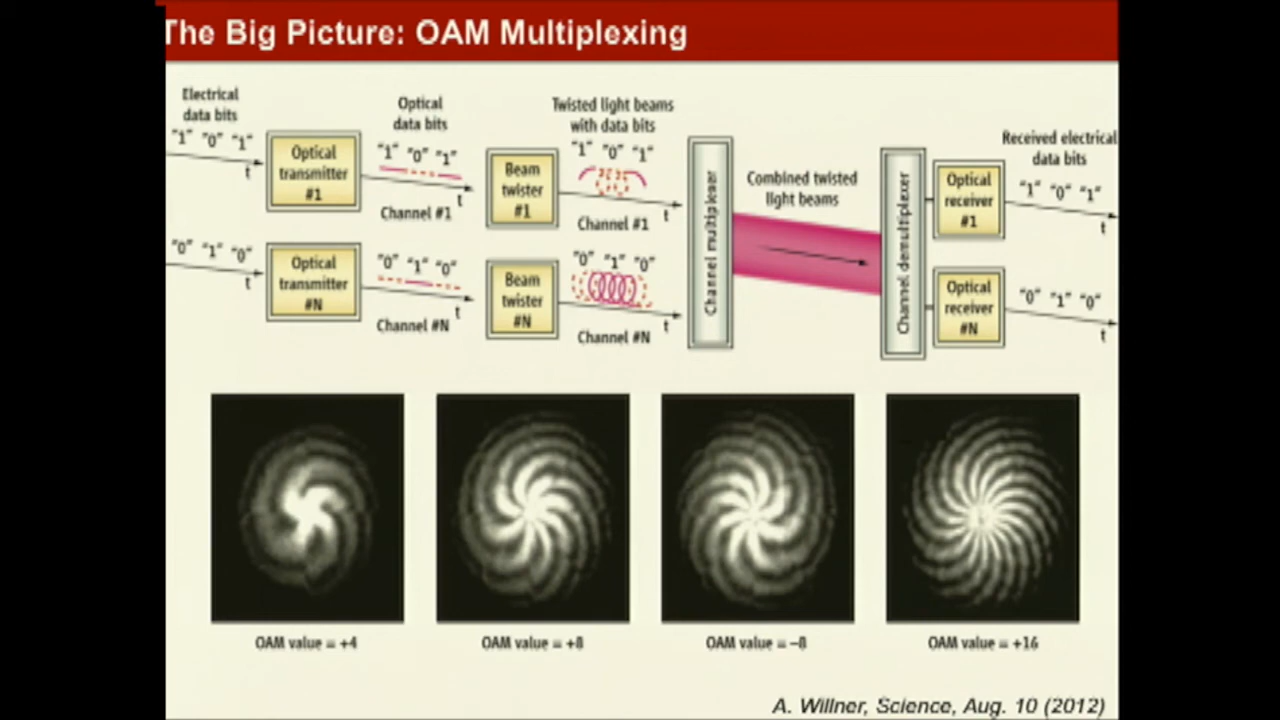 The Big Picture: OAM Multiplexing
Electrical
data bits
"1" "0" "1"
t
Optical
transmitter
#1
Optical
data bits
"1" "0" "1"
t
Channel #1
Beam
twister
#1
Twisted light beams
with data bits
"1" "0" "1"
t
Channel #1
"0" "1" "0"
t
Optical
transmitter
#N
"0" "1" "0"
t
Channel #N
Beam
twister
#N
"0" "1" "0"
t
Channel #N
Channel multiplexer
Combined twisted
light beams
Channel demultiplexer
Optical
receiver
#1
Received electrical
data bits
"1" "0" "1"
t
Optical
receiver
#N
"0" "1" "0"
t
OAM value = +4
OAM value = +8
OAM value = –8
OAM value = +16
A. Willner, Science, Aug. 10 (2012)